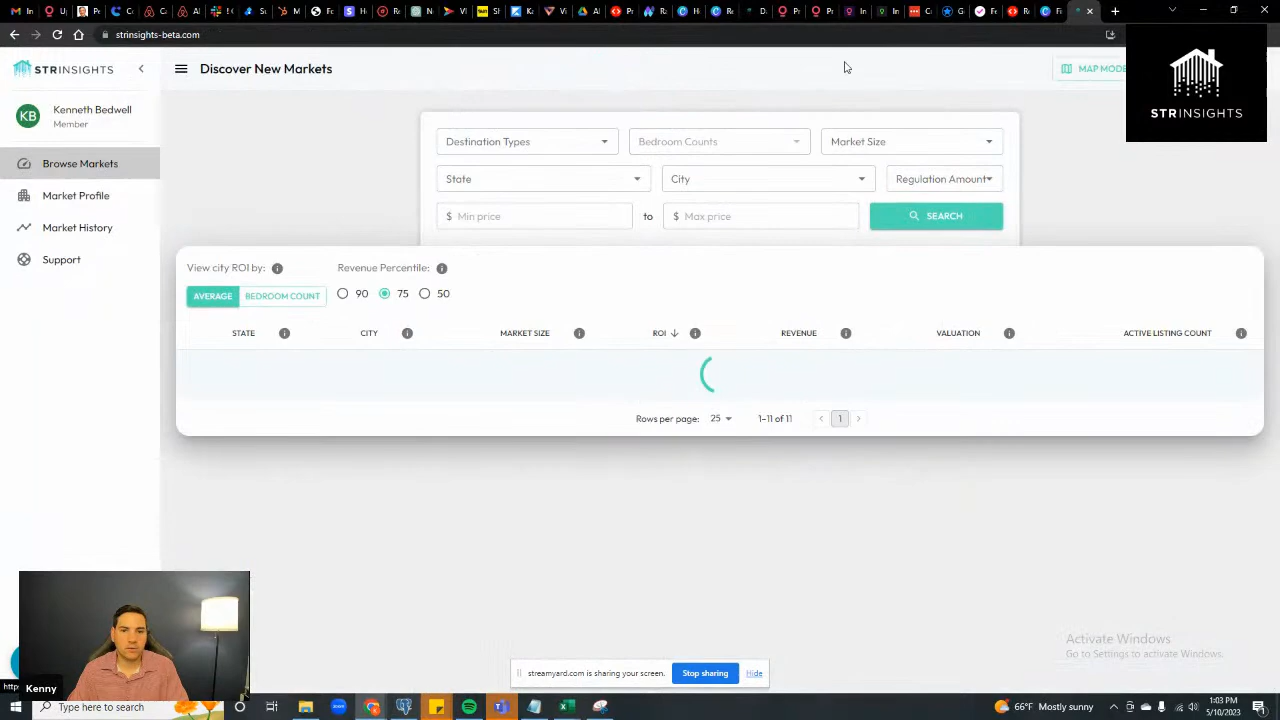 strinsights-beta.com
STRINSIGHTS
Discover New Markets
MAP MODE
STRINSIGHTS
KB
Kenneth Bedwell
Member
Browse Markets
Market Profile
Market History
Support
Destination Types
Bedroom Counts
Market Size
State
City
Regulation Amount
$ Min price
to
$ Max price
SEARCH
View city ROI by:
Revenue Percentile:
AVERAGE
BEDROOM COUNT
90
75
50
STATE
CITY
MARKET SIZE
ROI
REVENUE
VALUATION
ACTIVE LISTING COUNT
Rows per page:
25
1-11 of 11
1
Activate Windows
Go to Settings to activate Windows.
streamyard.com is sharing your screen.
Stop sharing
Hide
Kenny
Type here to search
66°F Mostly sunny
1:03 PM
5/10/2023